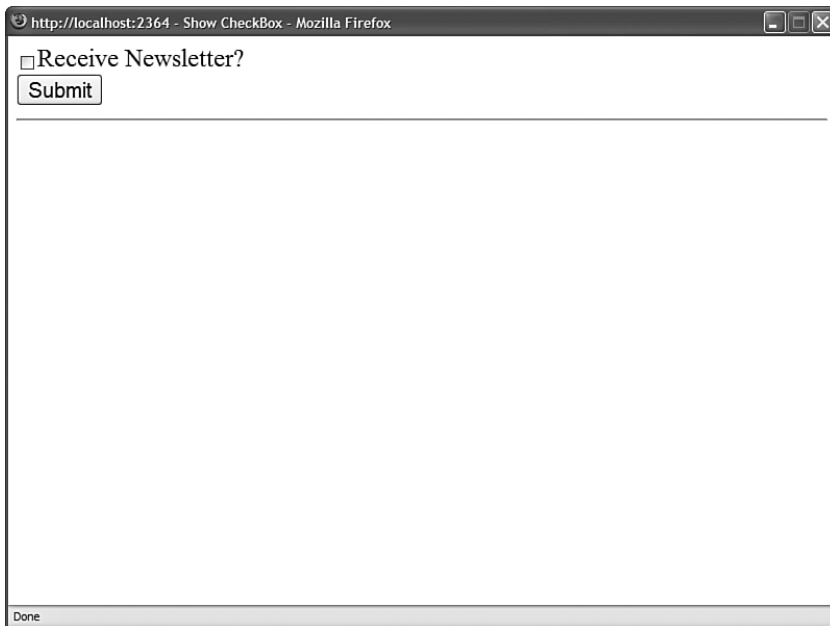 http://localhost:2364 - Show CheckBox - Mozilla Firefox
Receive Newsletter?
Submit
Done